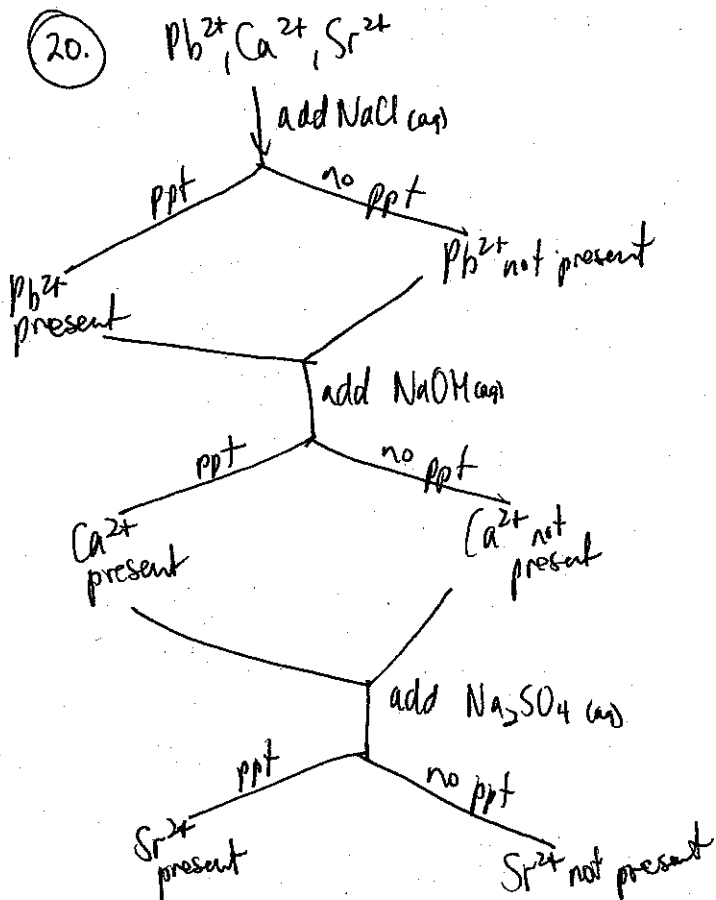 20. Pb²⁺, Ca²⁺, Sr²⁺
add NaCl (aq)
ppt no ppt
Pb²⁺ present
Pb²⁺ not present
add NaOH (aq)
ppt no ppt
Ca²⁺ present
Ca²⁺ not present
add Na₂SO₄ (aq)
ppt no ppt
Sr²⁺ present
Sr²⁺ not present